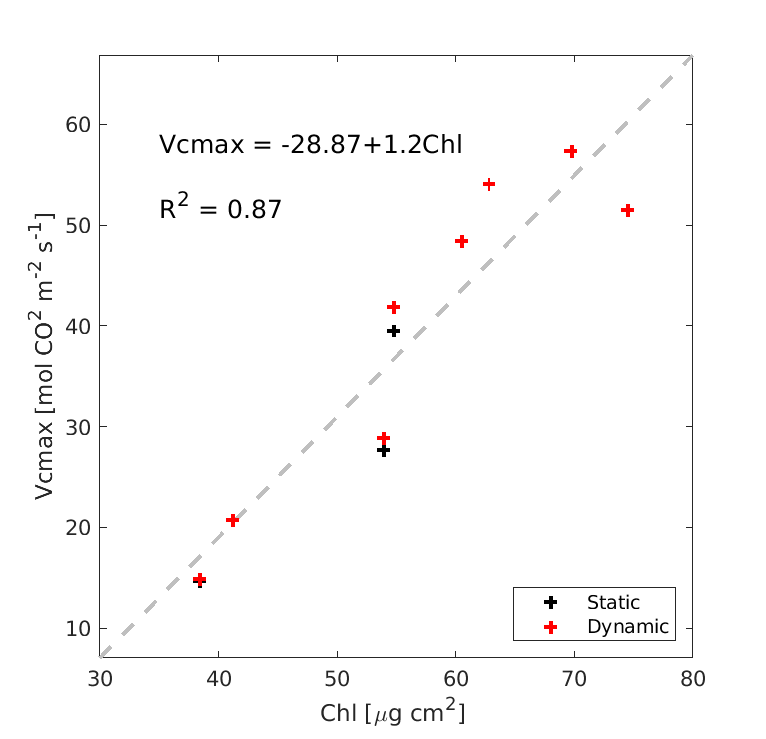 Vcmax = -28.87+1.2Chl
R² = 0.87
60
50
40
30
20
10
Vcmax [mol CO² m⁻² s⁻¹]
Static
Dynamic
30 40 50 60 70 80
Chl [μg cm²]